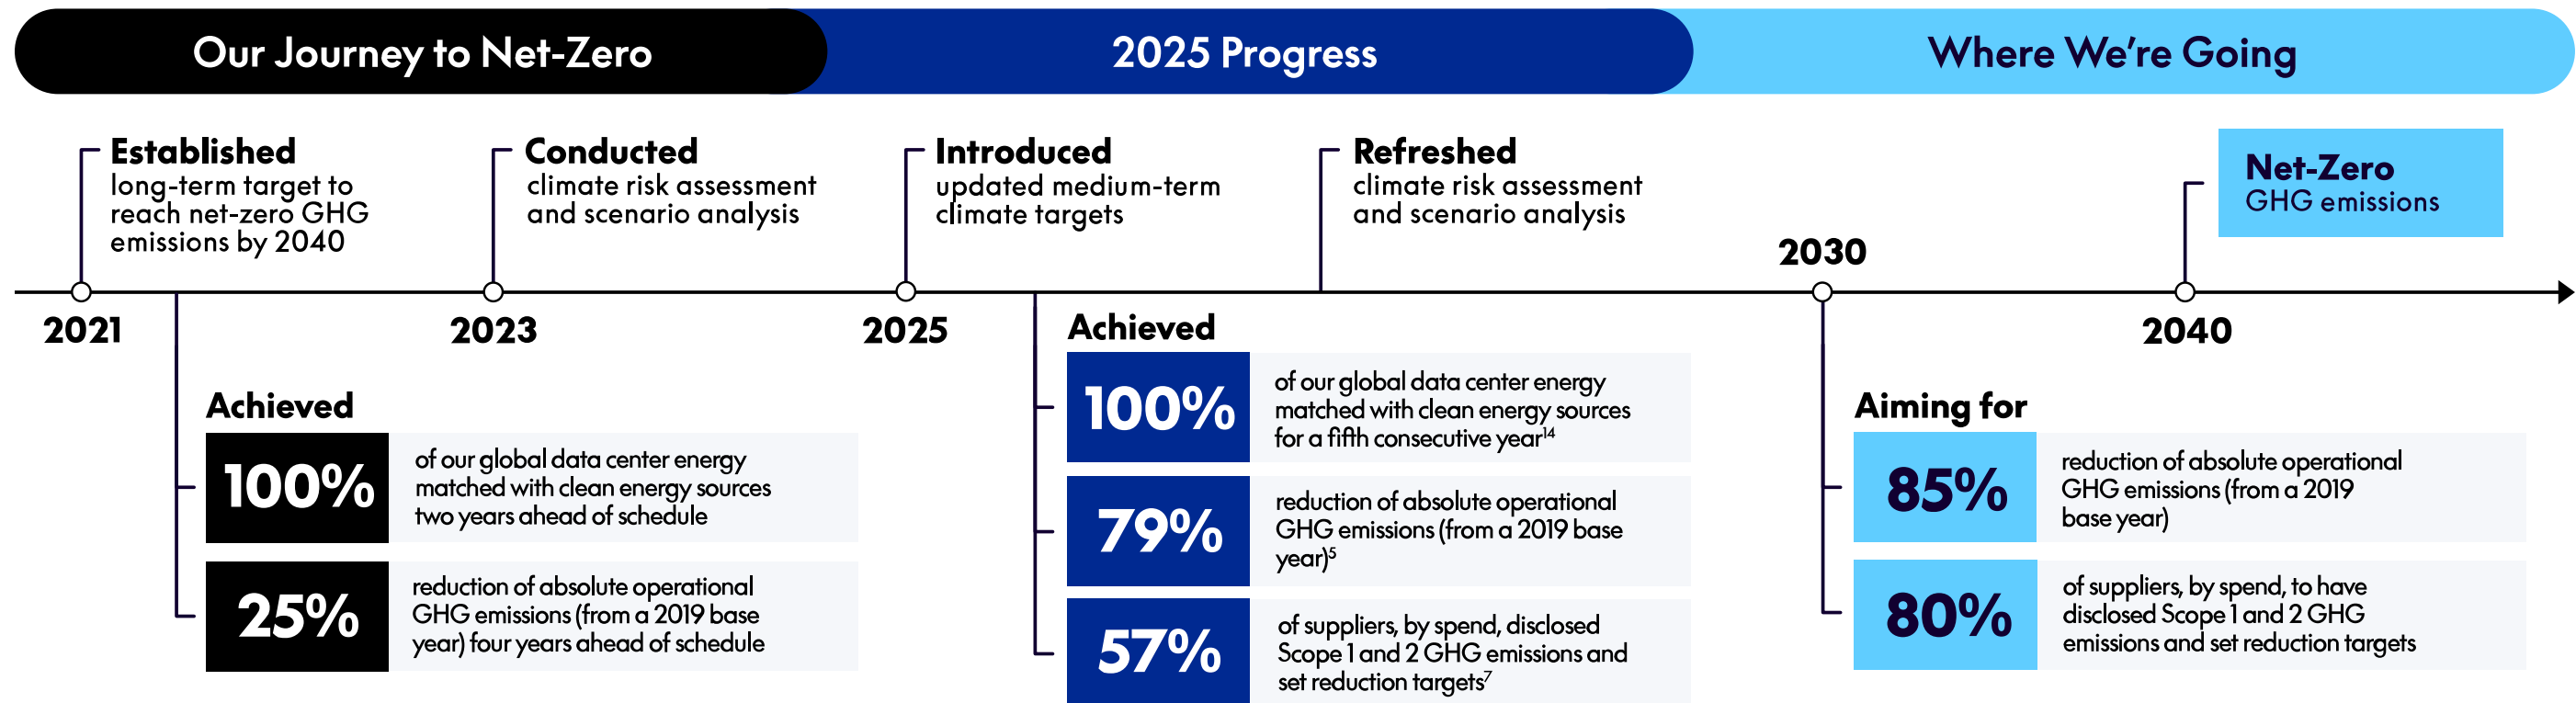 Our Journey to Net-Zero
2025 Progress
Where We're Going
Established
long-term target to
reach net-zero GHG
emissions by 2040
Conducted
climate risk assessment
and scenario analysis
Introduced
updated medium-term
climate targets
Refreshed
climate risk assessment
and scenario analysis
Net-Zero
GHG emissions
2021
2023
2025
2030
2040
Achieved
100%
of our global data center energy
matched with clean energy sources
two years ahead of schedule
25%
reduction of absolute operational
GHG emissions (from a 2019 base
year) four years ahead of schedule
Achieved
100%
of our global data center energy
matched with clean energy sources
for a fifth consecutive year14
79%
reduction of absolute operational
GHG emissions (from a 2019 base
year)5
57%
of suppliers, by spend, disclosed
Scope 1 and 2 GHG emissions and
set reduction targets7
Aiming for
85%
reduction of absolute operational
GHG emissions (from a 2019
base year)
80%
of suppliers, by spend, to have
disclosed Scope 1 and 2 GHG
emissions and set reduction targets